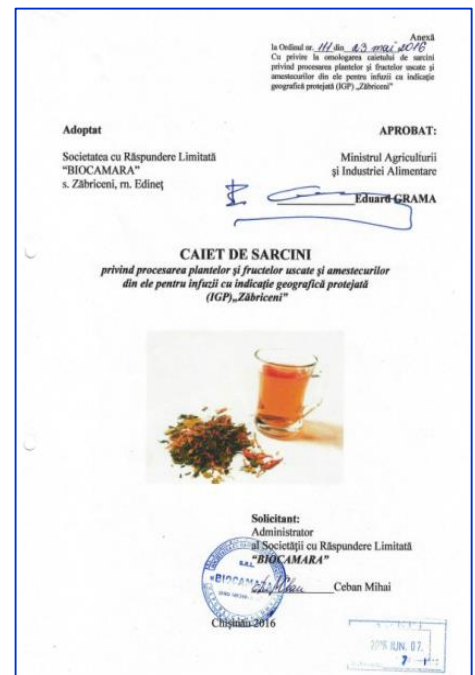 Anexă
la Ordinul nr. 111 din 23 mai 2016
Cu privire la omologarea caietului de sarcini
privind procesarea plantelor și fructelor uscate și
amestecurilor din ele pentru infuzii cu indicație
geografică protejată (IGP) „Zăbriceni”
Adoptat
APROBAT:
Societatea cu Răspundere Limitată
“BIOCAMARA”
s. Zăbriceni, rn. Edineț
Ministrul Agriculturii
și Industriei Alimentare
Eduard GRAMA
CAIET DE SARCINI
privind procesarea plantelor și fructelor uscate și amestecurilor
din ele pentru infuzii cu indicație geografică protejată
(IGP)„Zăbriceni”
Solicitant:
Administrator
al Societății cu Răspundere Limitată
“BIOCAMARA”
Ceban Mihai
S.R.L.
Chișinău 2016
2016 IUN. 07.